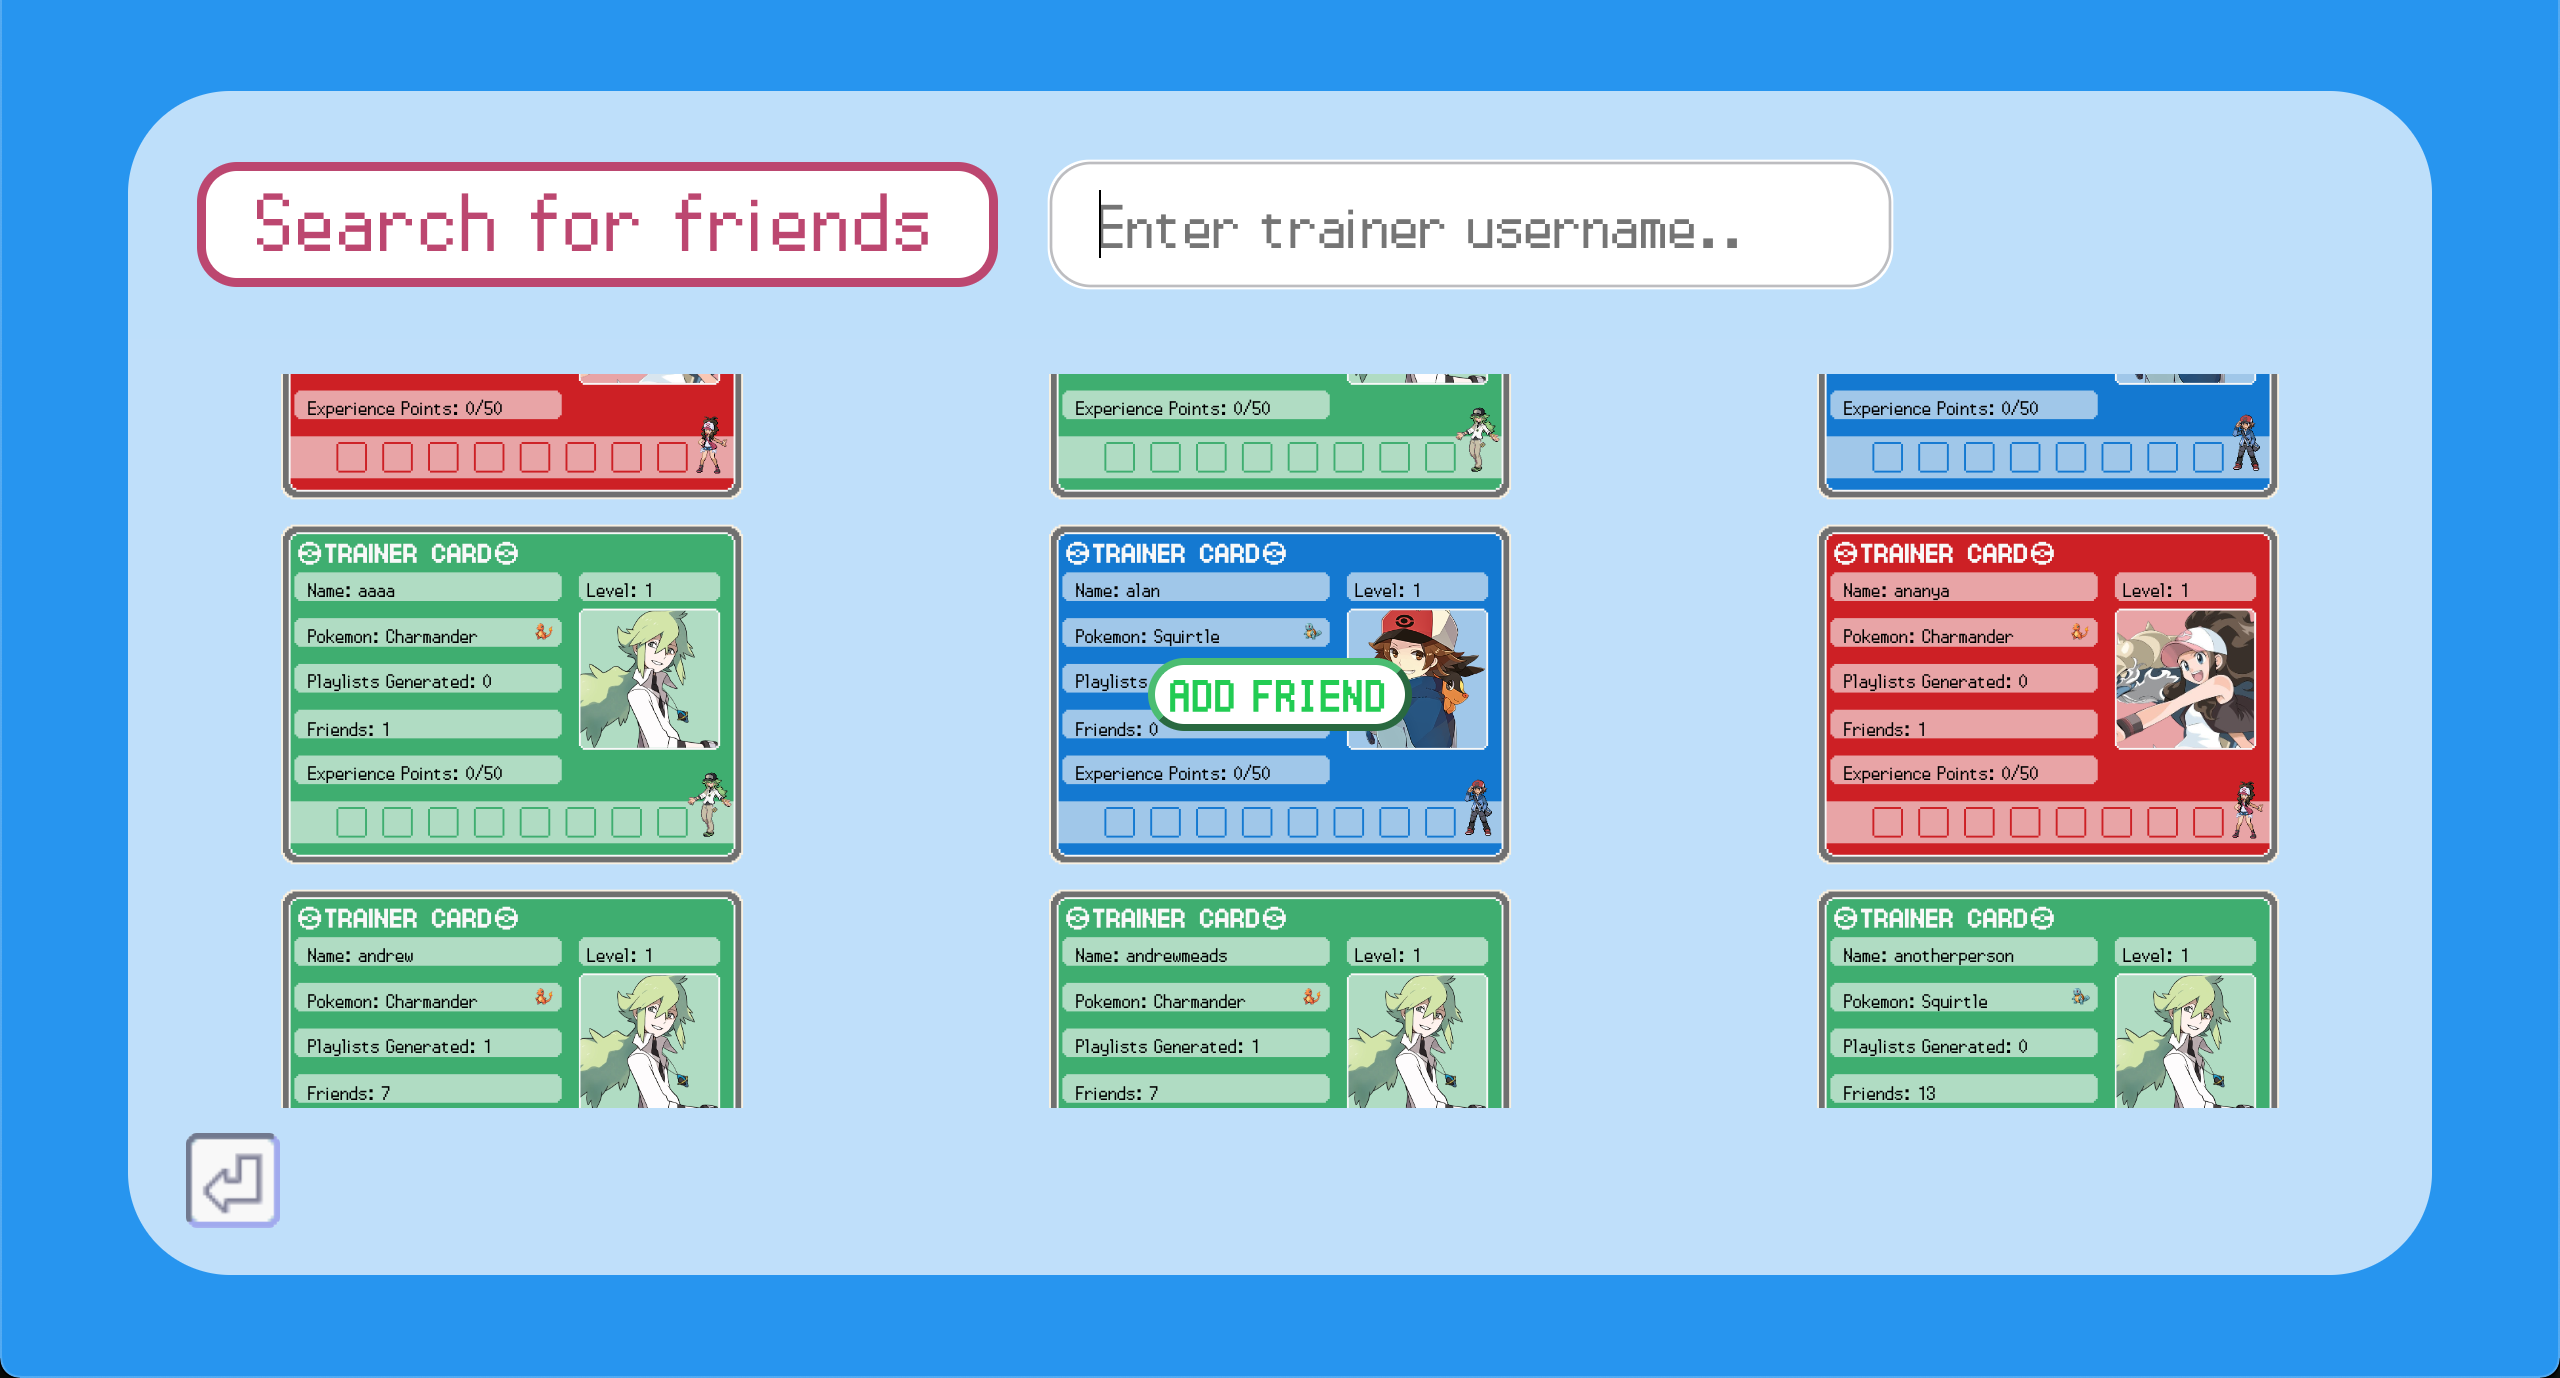 Search for friends
Enter trainer username..
Experience Points: 0/50
Experience Points: 0/50
Experience Points: 0/50
TRAINER CARD
Name: aaaa
Level: 1
Pokemon: Charmander
Playlists Generated: 0
Friends: 1
Experience Points: 0/50
TRAINER CARD
Name: alan
Level: 1
Pokemon: Squirtle
Playlists
ADD FRIEND
Friends: 0
Experience Points: 0/50
TRAINER CARD
Name: ananya
Level: 1
Pokemon: Charmander
Playlists Generated: 0
Friends: 1
Experience Points: 0/50
TRAINER CARD
Name: andrew
Level: 1
Pokemon: Charmander
Playlists Generated: 1
Friends: 7
TRAINER CARD
Name: andrewmeads
Level: 1
Pokemon: Charmander
Playlists Generated: 1
Friends: 7
TRAINER CARD
Name: anotherperson
Level: 1
Pokemon: Squirtle
Playlists Generated: 0
Friends: 13